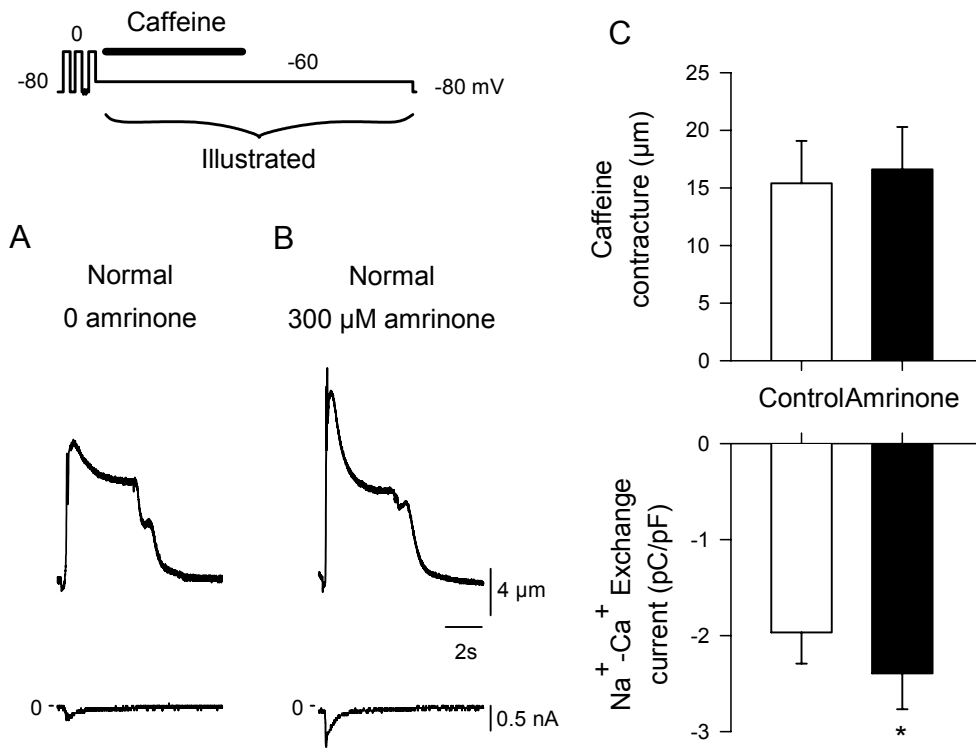 Caffeine
0
-80
-60
-80 mV
Illustrated
A
Normal
0 amrinone
B
Normal
300 µM amrinone
4 µm
2s
0
0.5 nA
0
C
Caffeine
contracture (µm)
25
20
15
10
5
0
ControlAmrinone
Na+-Ca+ Exchange
current (pC/pF)
0
-1
-2
-3
*